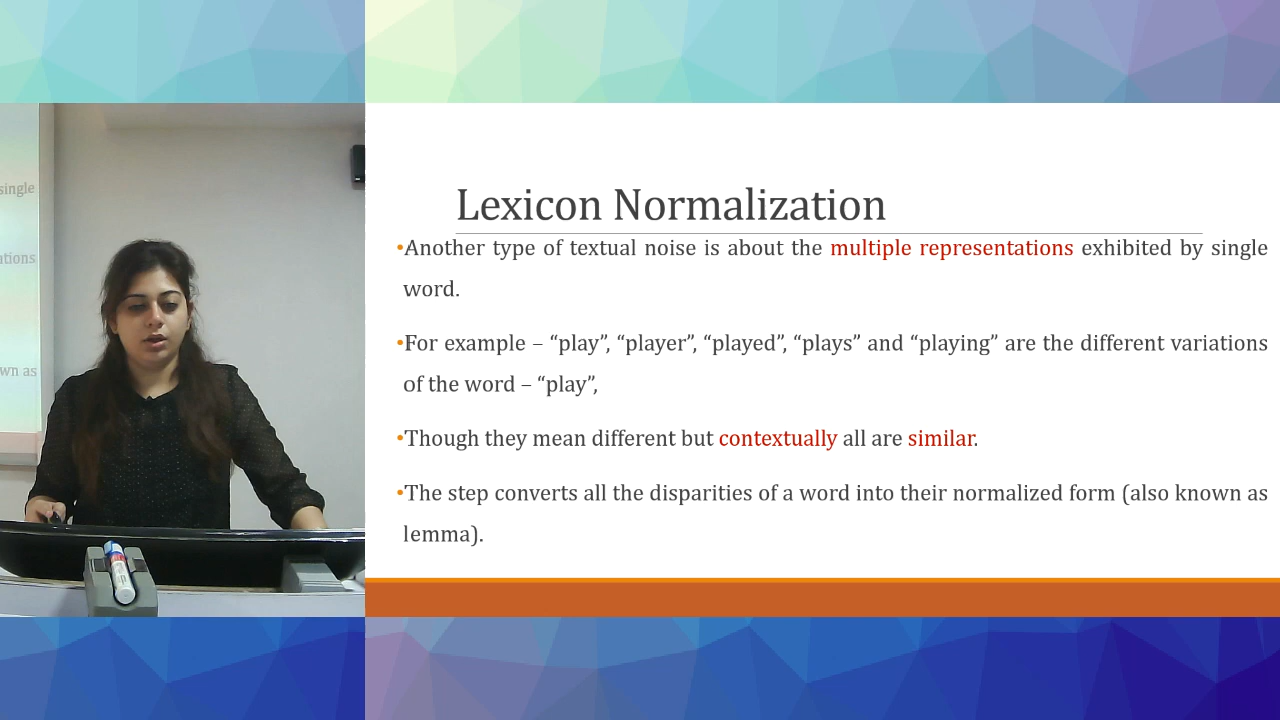 single
ations
wn as
Lexicon Normalization
•Another type of textual noise is about the multiple representations exhibited by single
word.
•For example – “play”, “player”, “played”, “plays” and “playing” are the different variations
of the word – “play”,
•Though they mean different but contextually all are similar.
•The step converts all the disparities of a word into their normalized form (also known as
lemma).